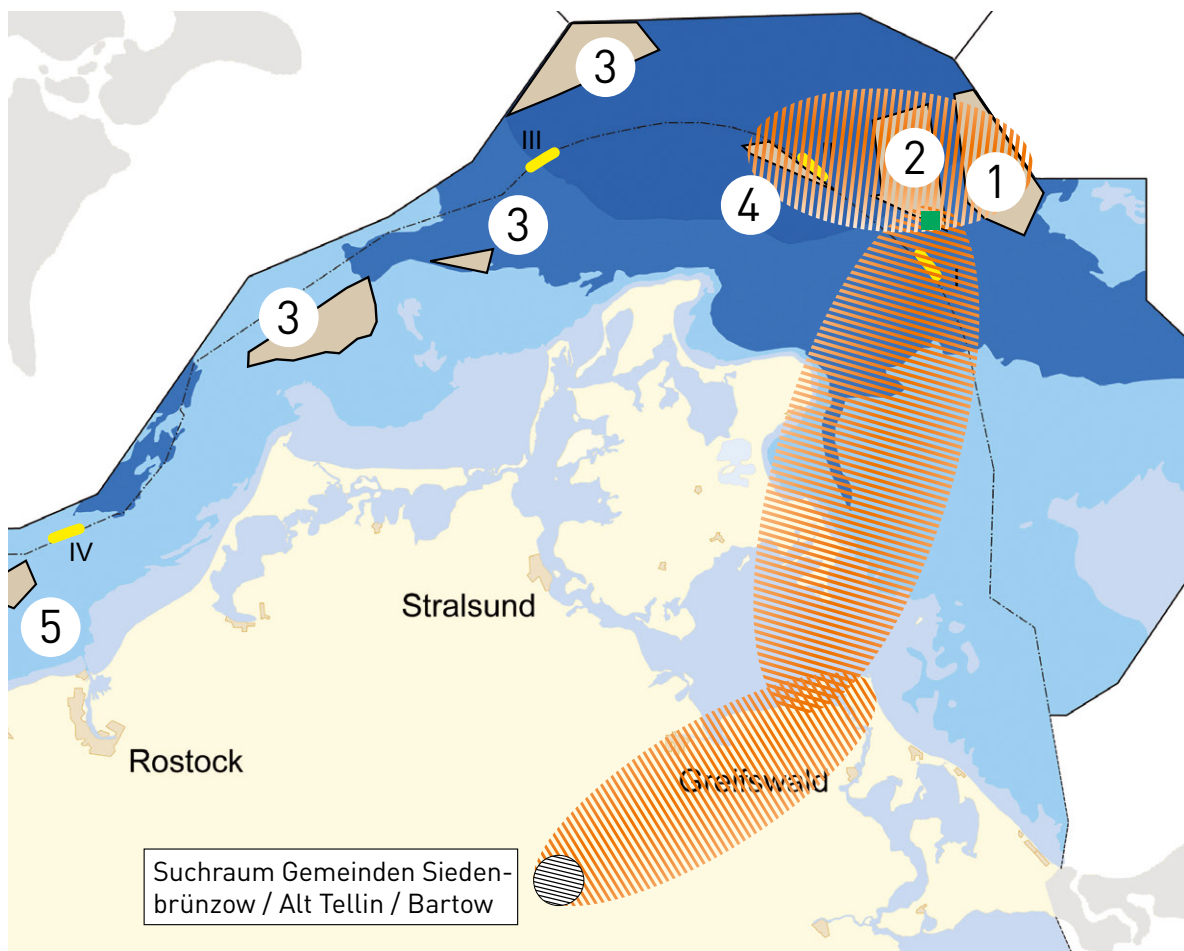 3
III
2
1
4
3
3
I
IV
5
Stralsund
Rostock
Greifswald
Suchraum Gemeinden Sieden-
brünzow / Alt Tellin / Bartow